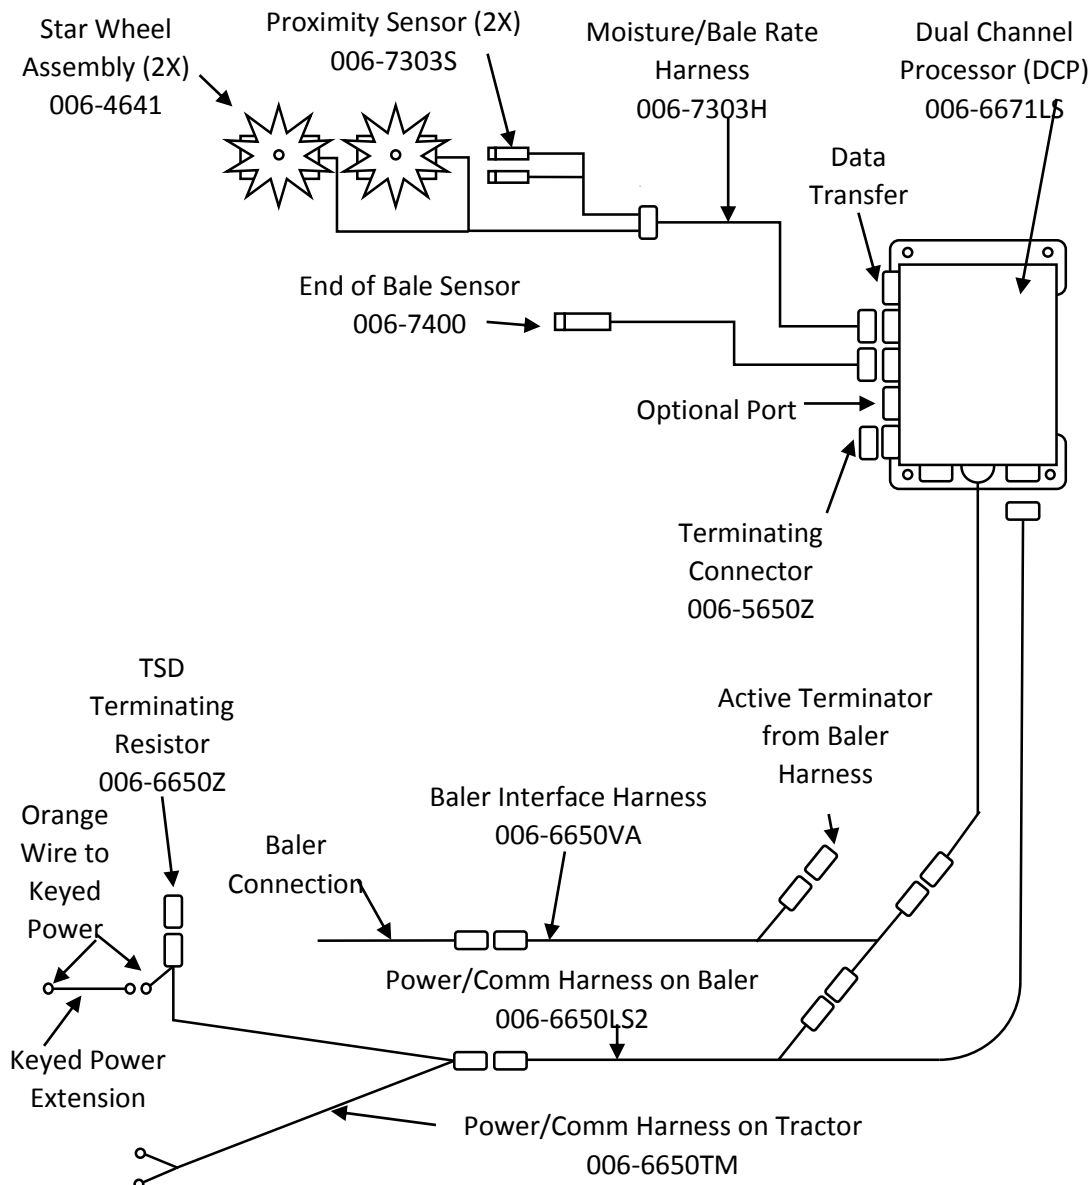 Star Wheel
Assembly (2X)
006-4641
Proximity Sensor (2X)
006-7303S
Moisture/Bale Rate
Harness
006-7303H
Dual Channel
Processor (DCP)
006-6671LS
Data
Transfer
End of Bale Sensor
006-7400
Optional Port
Terminating
Connector
006-5650Z
TSD
Terminating
Resistor
006-6650Z
Active Terminator
from Baler
Harness
Orange
Wire to
Keyed
Power
Baler
Connection
Baler Interface Harness
006-6650VA
Power/Comm Harness on Baler
006-6650LS2
Keyed Power
Extension
Power/Comm Harness on Tractor
006-6650TM